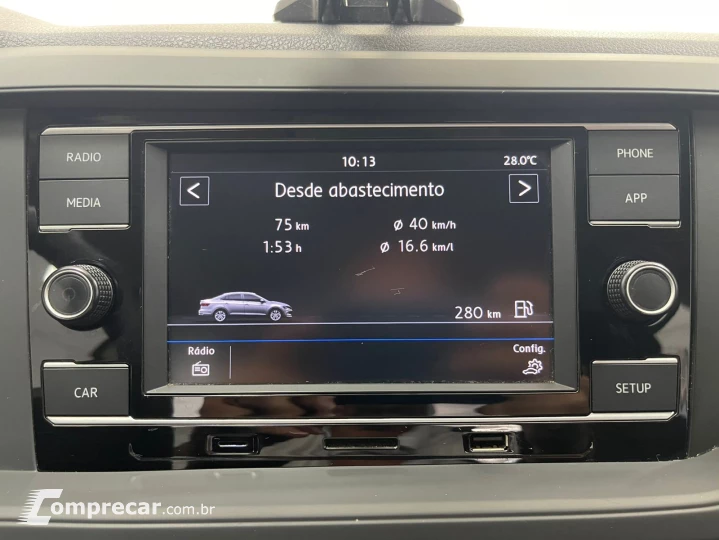 10:13 28.0°C
RADIO
PHONE
< Desde abastecimento >
MEDIA
APP
75 km Ø 40 km/h
1:53 h Ø 16.6 km/l
280 km
Rádio Config.
CAR
SETUP
Comprecar.com.br